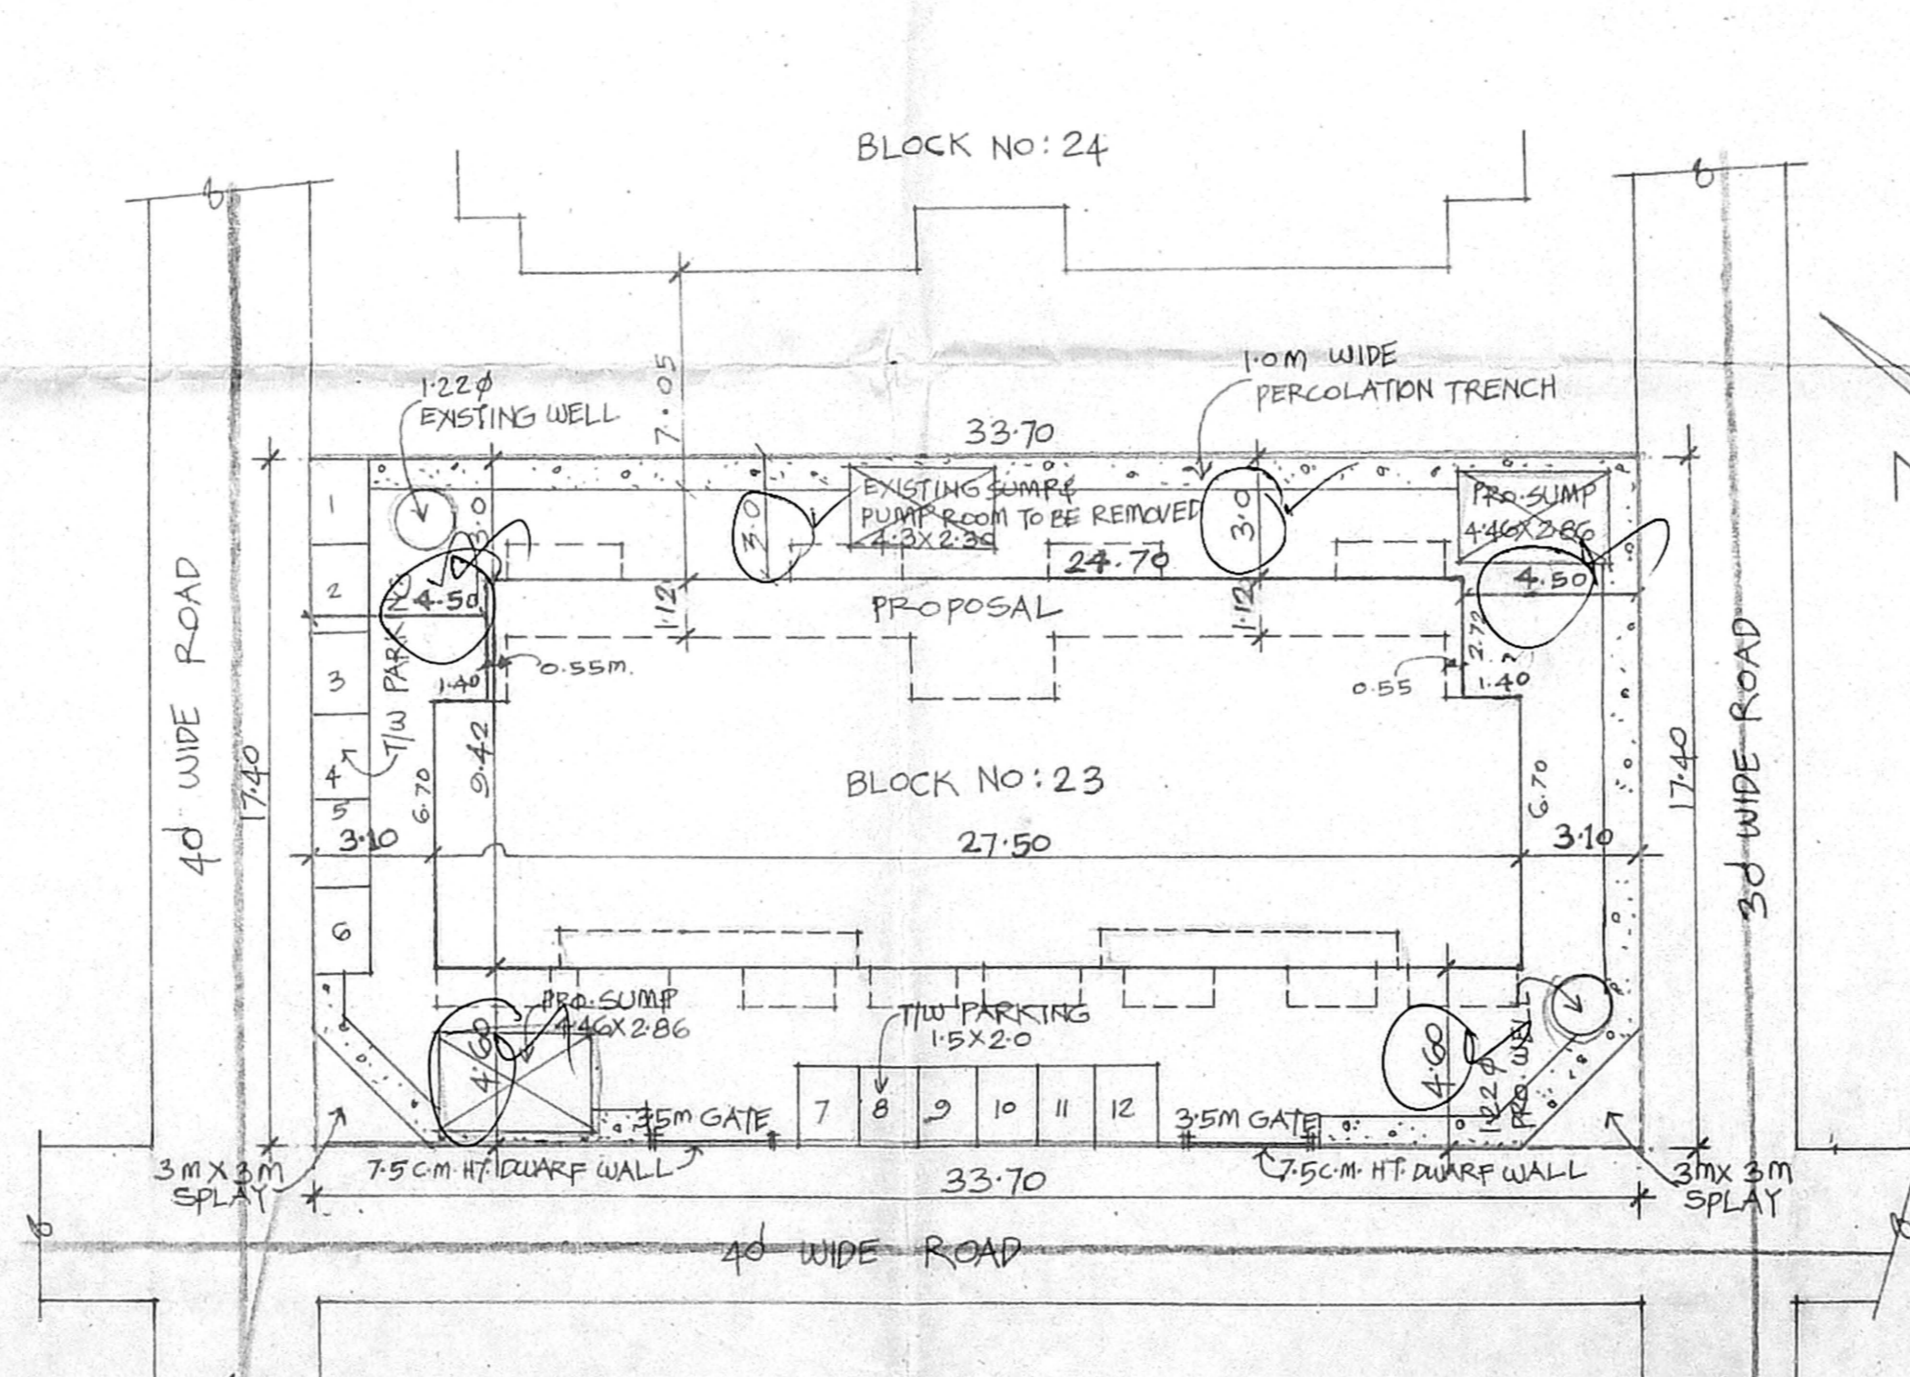 BLOCK NO: 24
1.0M WIDE
PERCOLATION TRENCH
1.22φ
EXISTING WELL
7.05
33.70
1
3.0
3.0
EXISTING SUMP &
PUMP ROOM TO BE REMOVED
4.3X2.30
3.0
PRO. SUMP
4.46X2.86
24.70
4.50
2
4.50
1.12
PROPOSAL
1.12
2.72
3
T/W PARKING
1.40
0.55M.
0.55
1.40
40' WIDE ROAD
17.40
4
6.70
9.42
BLOCK NO: 23
6.70
17.40
30' WIDE ROAD
5
3.10
27.50
3.10
6
PRO. SUMP
4.46X2.86
4.60
T/W PARKING
1.5X2.0
4.60
1.22φ
PRO. WELL
3.5M GATE
7
8
9
10
11
12
3.5M GATE
3m X 3m
SPLAY
7.5 C.M. HT. DWARF WALL
33.70
7.5 C.M. HT. DWARF WALL
3m X 3m
SPLAY
40' WIDE ROAD